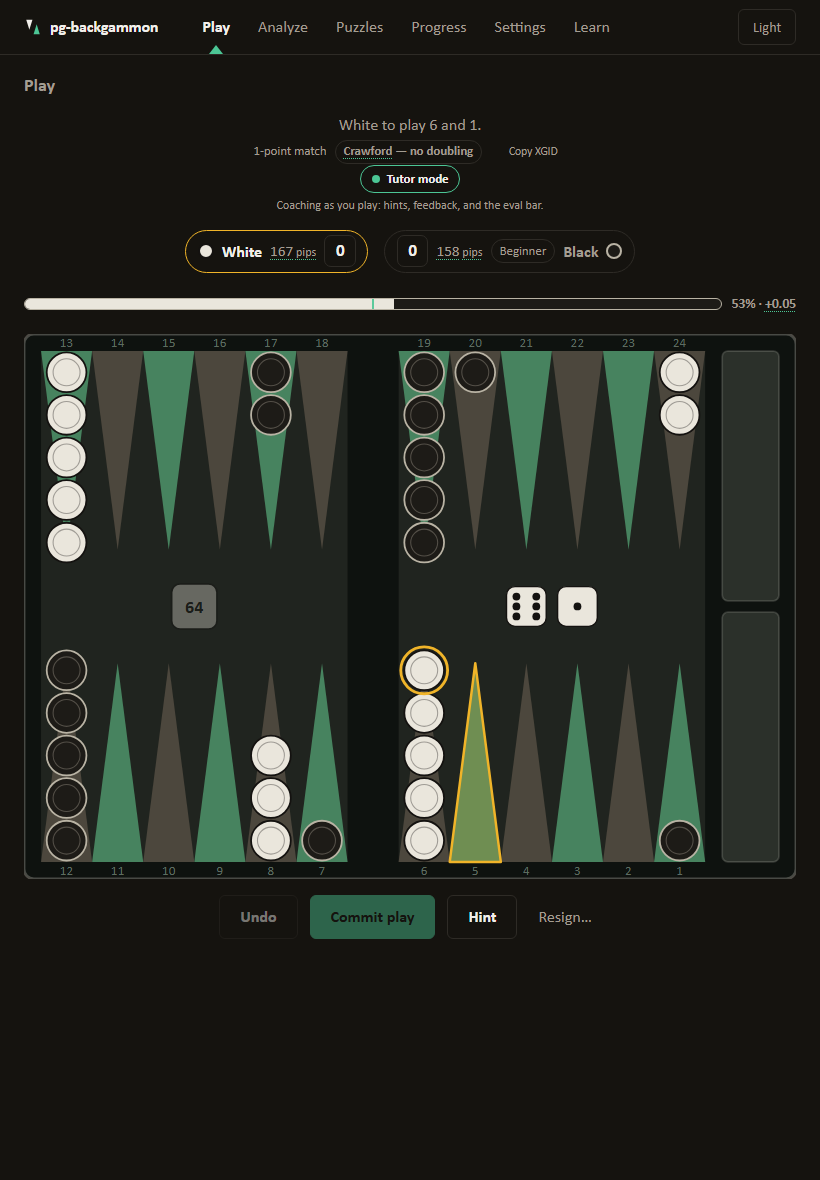 pg-backgammon Play Analyze Puzzles Progress Settings Learn Light
Play
White to play 6 and 1.
1-point match Crawford — no doubling Copy XGID
Tutor mode
Coaching as you play: hints, feedback, and the eval bar.
White 167 pips 0 0 158 pips Beginner Black
53% · +0.05
13 14 15 16 17 18 19 20 21 22 23 24
64
12 11 10 9 8 7 6 5 4 3 2 1
Undo Commit play Hint Resign...